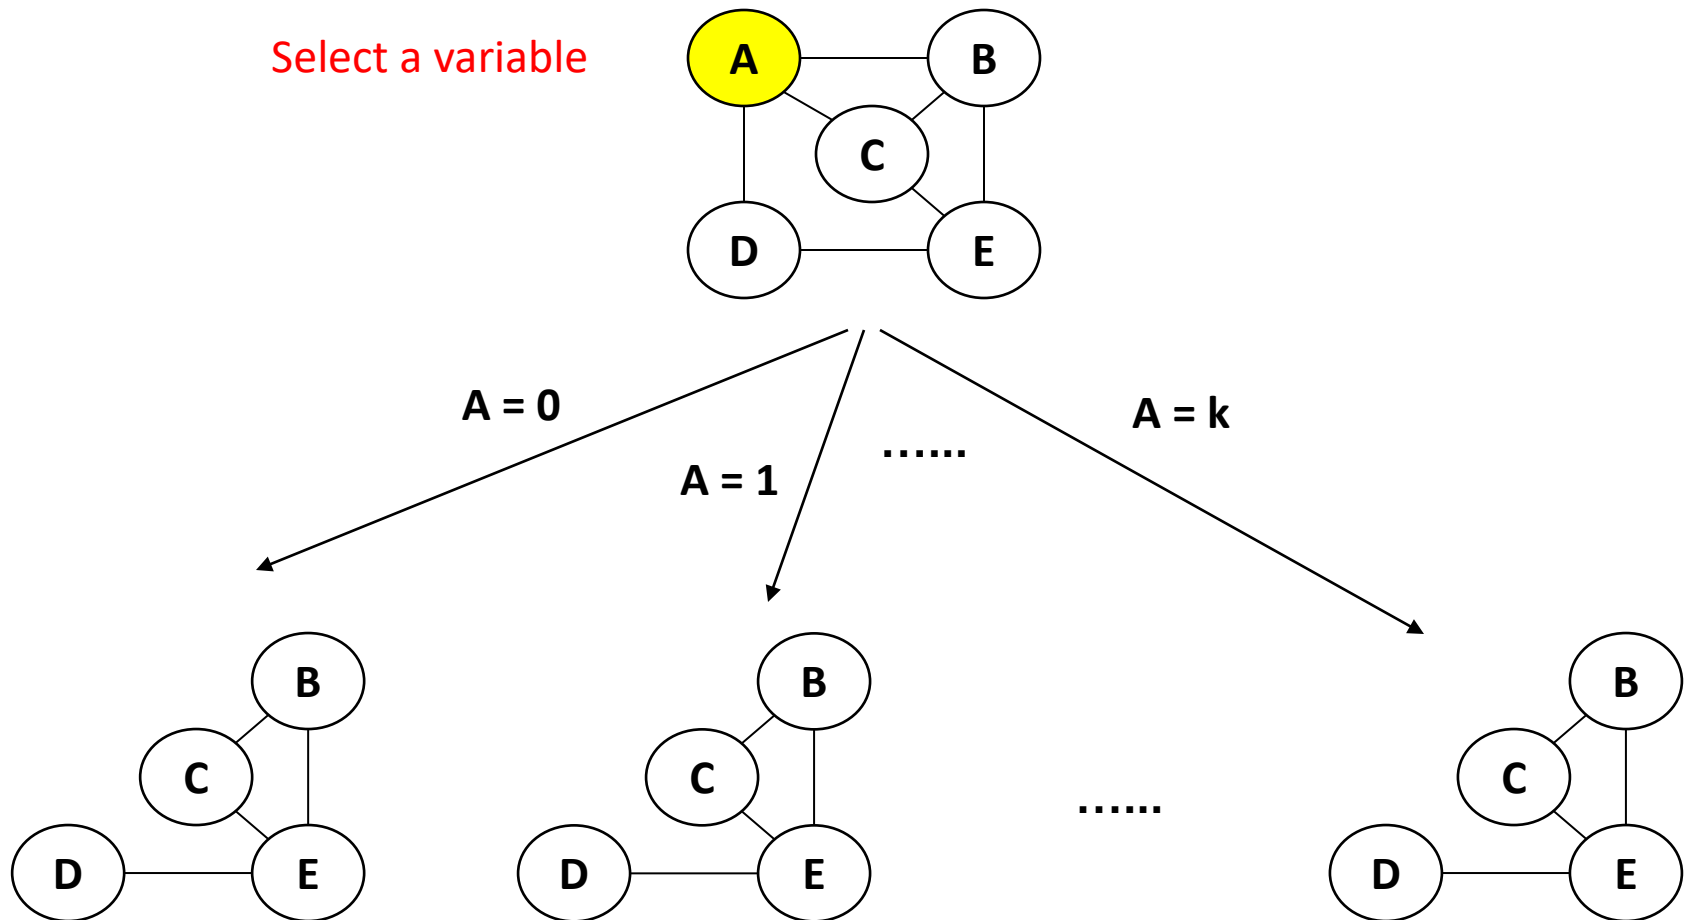 Select a variable
A
B
C
D
E
A = 0
A = k
…...
A = 1
B
B
B
C
C
C
…...
D
E
D
E
D
E